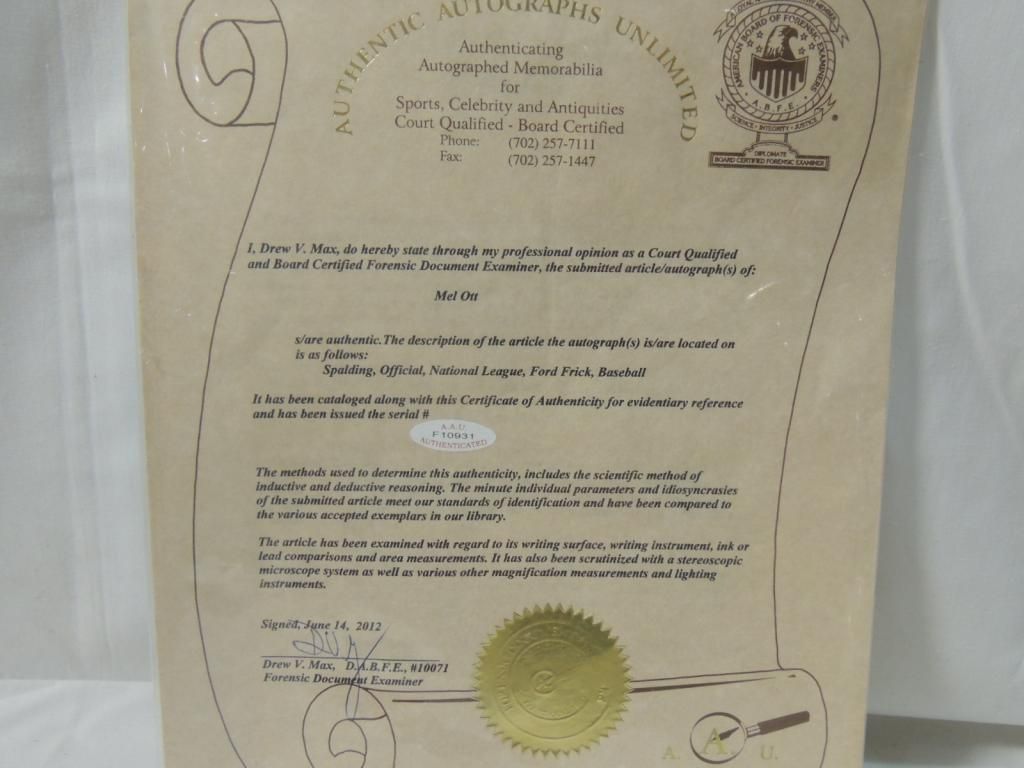 AUTHENTIC AUTOGRAPHS UNLIMITED
Authenticating
Autographed Memorabilia
for
Sports, Celebrity and Antiquities
Court Qualified - Board Certified
Phone: (702) 257-7111
Fax: (702) 257-1447
AMERICAN BOARD OF FORENSIC EXAMINERS
A.B.F.E.
SCIENCE - INTEGRITY - JUSTICE
DIPLOMATE
BOARD CERTIFIED FORENSIC EXAMINER
I, Drew V. Max, do hereby state through my professional opinion as a Court Qualified
and Board Certified Forensic Document Examiner, the submitted article/autograph(s) of:
Mel Ott
s/are authentic. The description of the article the autograph(s) is/are located on
is as follows:
Spalding, Official, National League, Ford Frick, Baseball
It has been cataloged along with this Certificate of Authenticity for evidentiary reference
and has been issued the serial #
A.A.U.
F10931
AUTHENTICATED
The methods used to determine this authenticity, includes the scientific method of
inductive and deductive reasoning. The minute individual parameters and idiosyncrasies
of the submitted article meet our standards of identification and have been compared to
the various accepted exemplars in our library.
The article has been examined with regard to its writing surface, writing instrument, ink or
lead comparisons and area measurements. It has also been scrutinized with a stereoscopic
microscope system as well as various other magnification measurements and lighting
instruments.
Signed, June 14, 2012
Drew V. Max, D.A.B.F.E., #10071
Forensic Document Examiner
A. A. U.